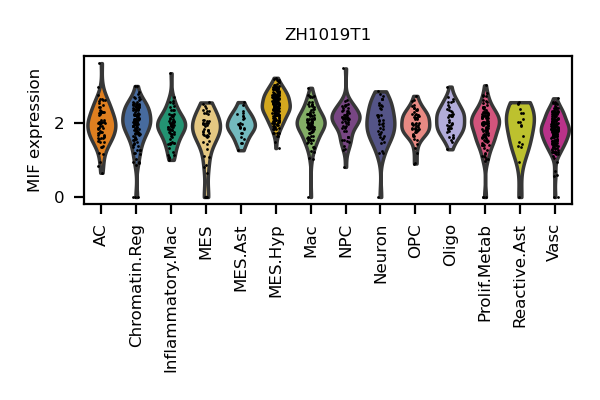 ZH1019T1
MIF expression
2
0
AC
Chromatin.Reg
Inflammatory.Mac
MES
MES.Ast
MES.Hyp
Mac
NPC
Neuron
OPC
Oligo
Prolif.Metab
Reactive.Ast
Vasc